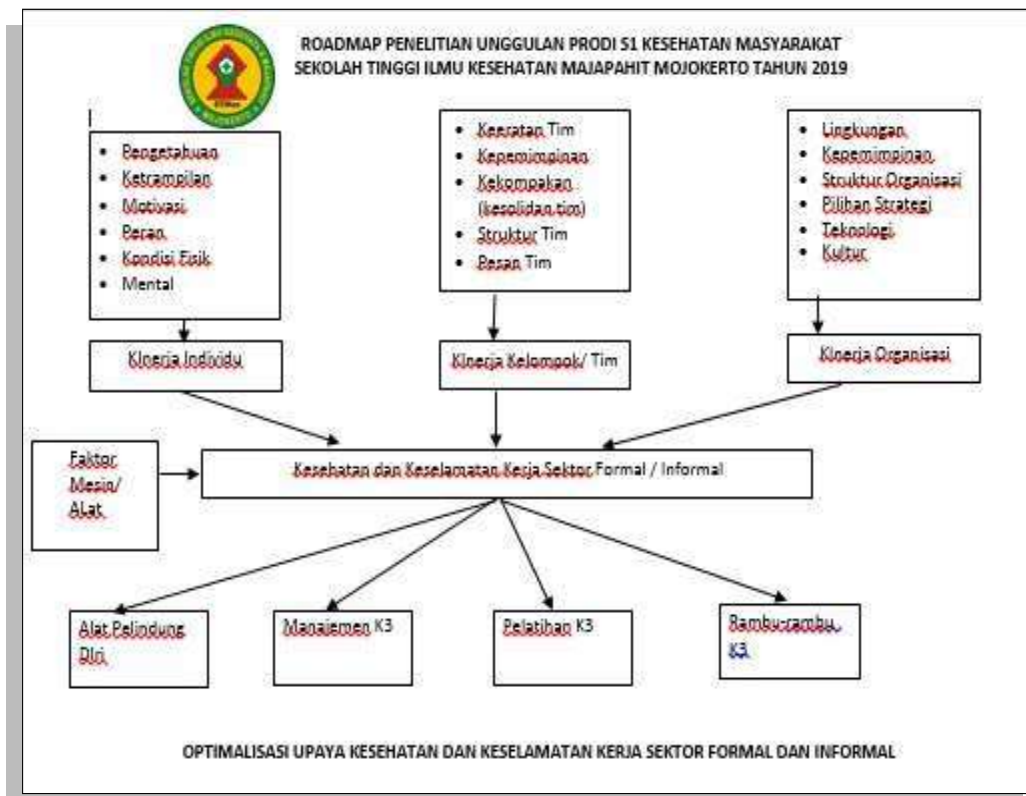 ROADMAP PENELITIAN UNGGULAN PRODI S1 KESEHATAN MASYARAKAT
SEKOLAH TINGGI ILMU KESEHATAN MAJAPAHIT MOJOKERTO TAHUN 2019
• Pengetahuan
• Ketrampilan
• Motivasi
• Peran
• Kondisi Fisik
• Mental
• Keeratan Tim
• Kepemimpinan
• Kekompakan
(kesolidan tim)
• Struktur Tim
• Peran Tim
• Lingkungan
• Kepemimpinan
• Struktur Organisasi
• Pilihan Strategi
• Teknologi
• Kultur
KInerja Individu
KInerja Kelompok/ Tim
KInerja Organisasi
Faktor
Mesin/
ALat
Kesehatan dan Keselamatan Kerja Sektor Formal / Informal
Alat Pelindung
DIri
Manajemen K3
Pelatihan K3
Rambu-rambu
K3
OPTIMALISASI UPAYA KESEHATAN DAN KESELAMATAN KERJA SEKTOR FORMAL DAN INFORMAL